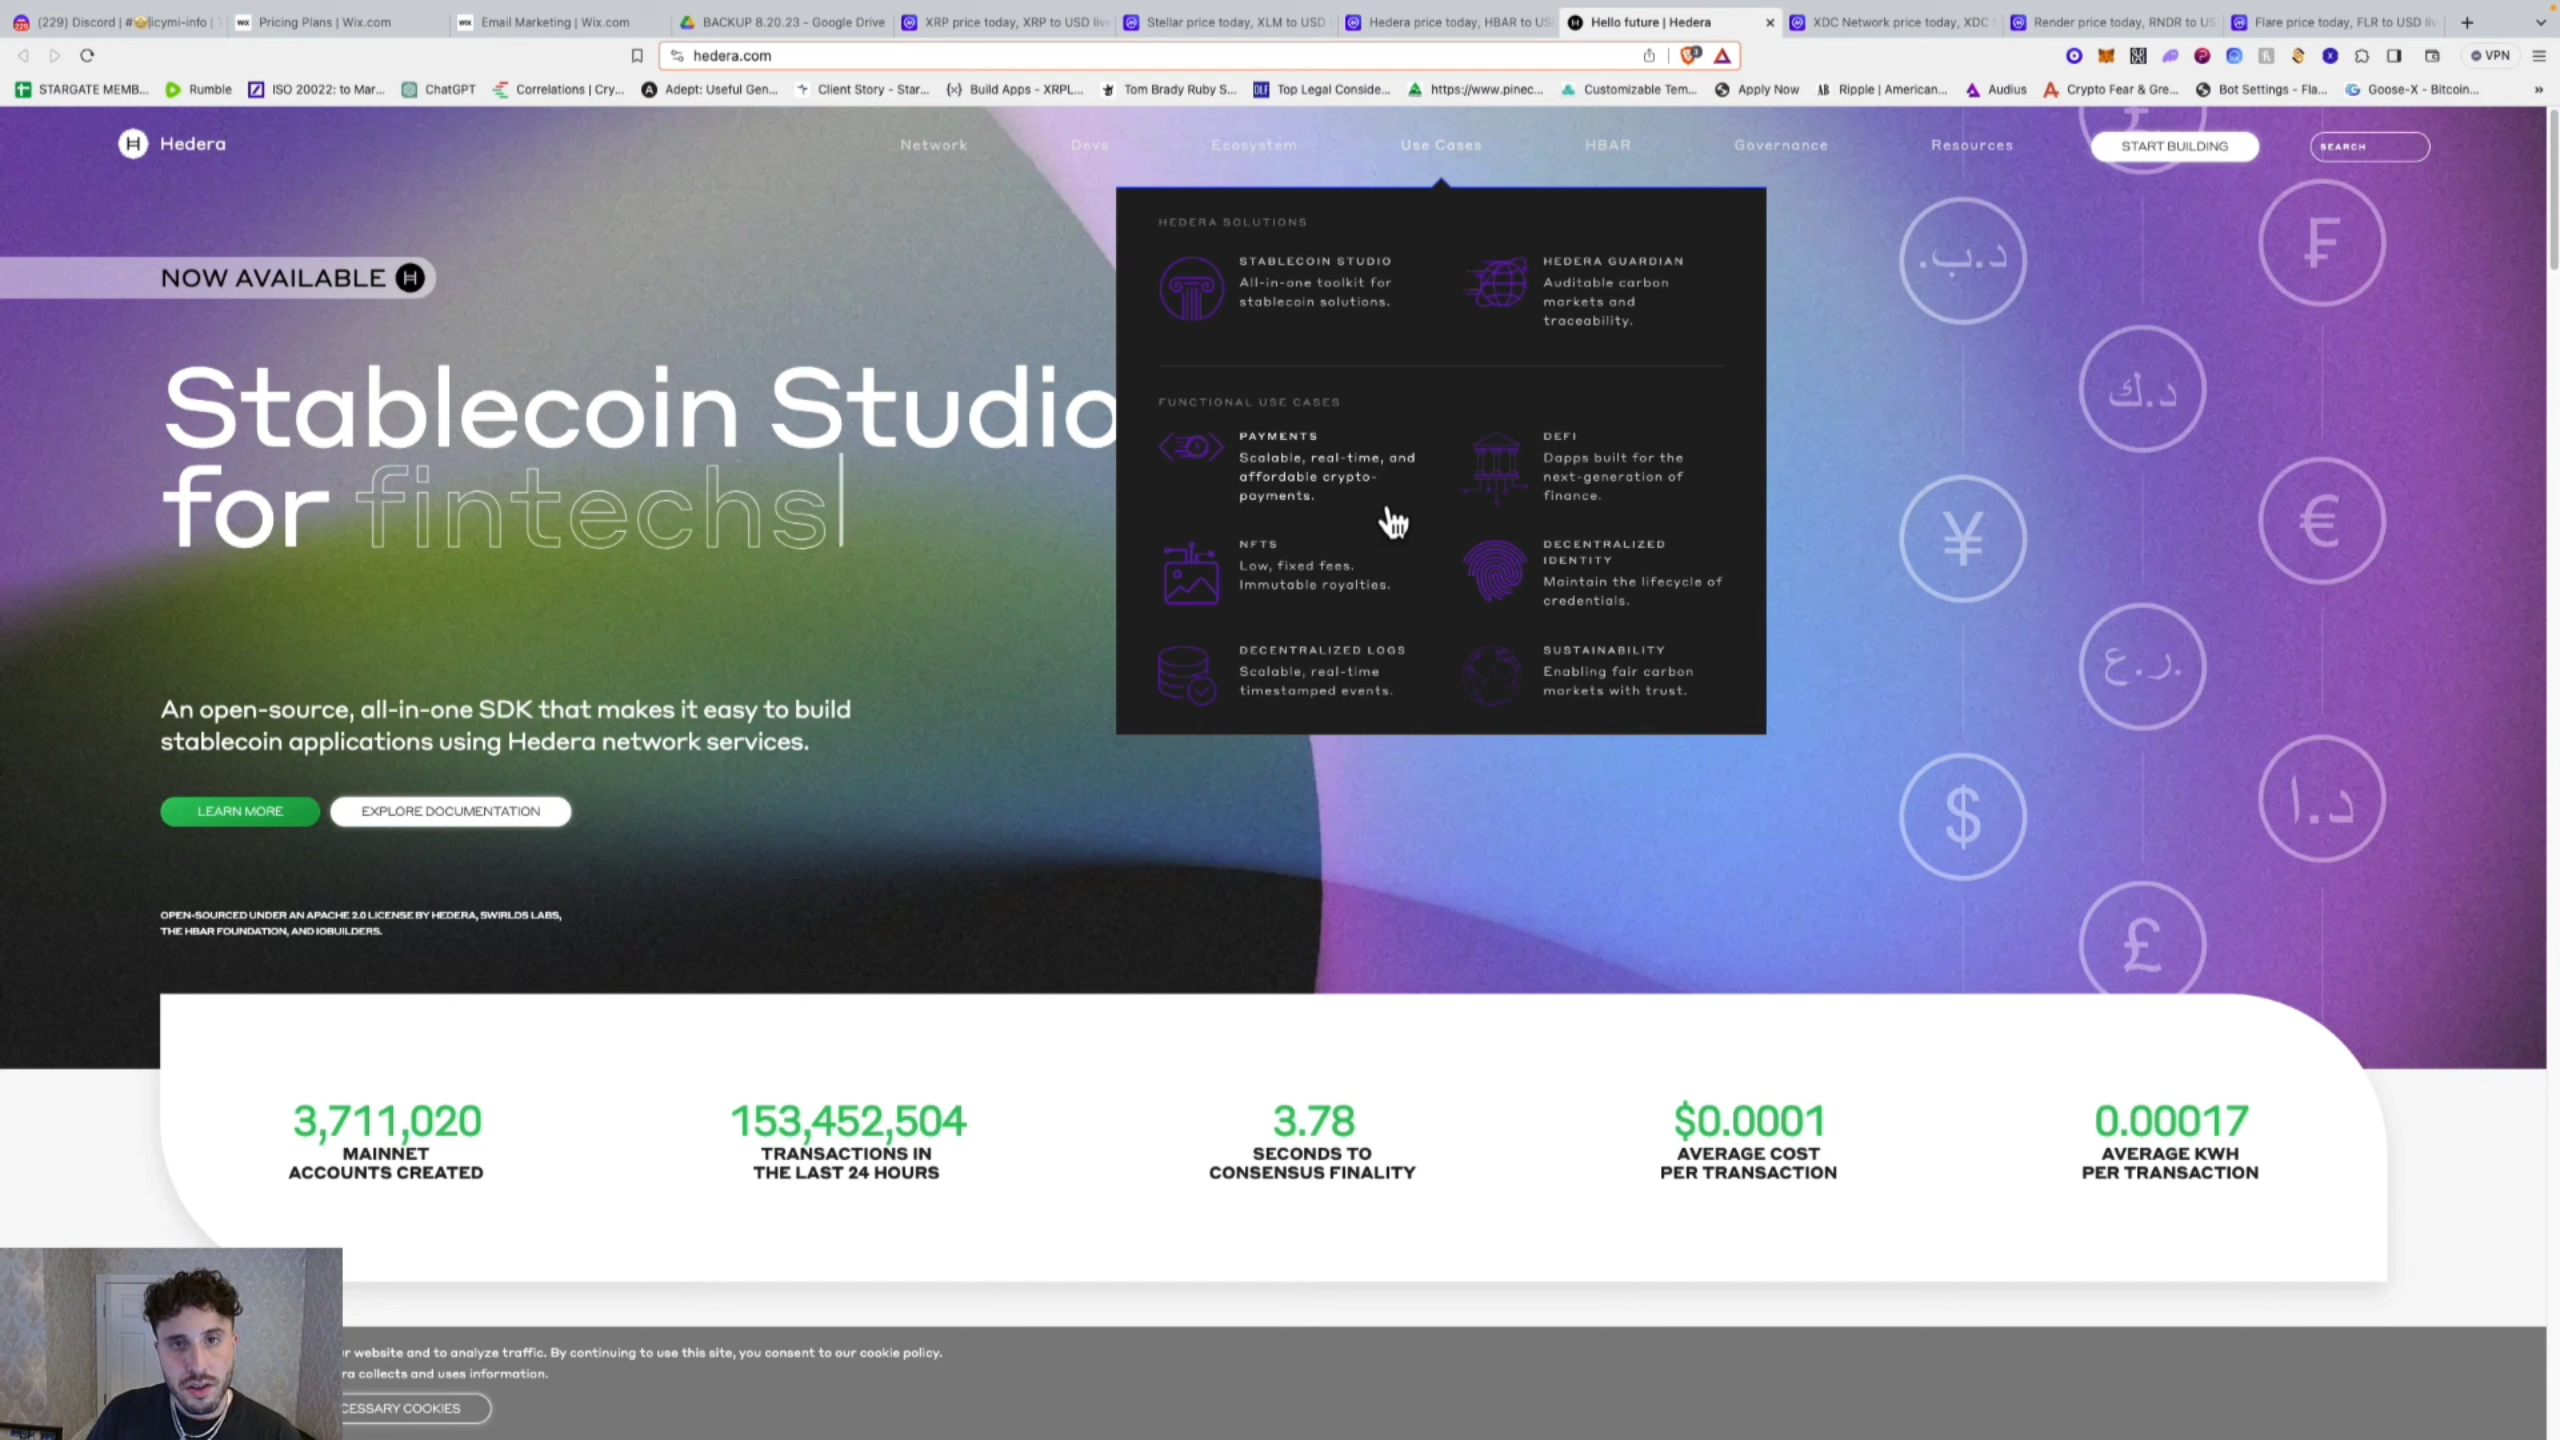 (229) Discord | #🤩|icymi-info |
Pricing Plans | Wix.com
Email Marketing | Wix.com
BACKUP 8.20.23 - Google Drive
XRP price today, XRP to USD live
Stellar price today, XLM to USD
Hedera price today, HBAR to US
Hello future | Hedera
XDC Network price today, XDC
Render price today, RNDR to US
Flare price today, FLR to USD liv
hedera.com
VPN
STARGATE MEMB...
Rumble
ISO 20022: to Mar...
ChatGPT
Correlations | Cry...
Adept: Useful Gen...
Client Story - Star...
Build Apps - XRPL...
Tom Brady Ruby S...
Top Legal Conside...
https://www.pinec...
Customizable Tem...
Apply Now
Ripple | American...
Audius
Crypto Fear & Gre...
Bot Settings - Fla...
Goose-X - Bitcoin...
»
Hedera
Network
Devs
Ecosystem
Use Cases
HBAR
Governance
Resources
START BUILDING
SEARCH
NOW AVAILABLE
Stablecoin Studio
for fintechs
An open-source, all-in-one SDK that makes it easy to build
stablecoin applications using Hedera network services.
LEARN MORE
EXPLORE DOCUMENTATION
OPEN-SOURCED UNDER AN APACHE 2.0 LICENSE BY HEDERA, SWIRLDS LABS,
THE HBAR FOUNDATION, AND IOBUILDERS.
HEDERA SOLUTIONS
STABLECOIN STUDIO
All-in-one toolkit for
stablecoin solutions.
HEDERA GUARDIAN
Auditable carbon
markets and
traceability.
FUNCTIONAL USE CASES
PAYMENTS
Scalable, real-time, and
affordable crypto-
payments.
DEFI
Dapps built for the
next-generation of
finance.
NFTS
Low, fixed fees.
Immutable royalties.
DECENTRALIZED
IDENTITY
Maintain the lifecycle of
credentials.
DECENTRALIZED LOGS
Scalable, real-time
timestamped events.
SUSTAINABILITY
Enabling fair carbon
markets with trust.
£
.د.ب
₣
د.ك
¥
€
ر.ع.
$
د.ا
£
3,711,020
MAINNET
ACCOUNTS CREATED
153,452,504
TRANSACTIONS IN
THE LAST 24 HOURS
3.78
SECONDS TO
CONSENSUS FINALITY
$0.0001
AVERAGE COST
PER TRANSACTION
0.00017
AVERAGE KWH
PER TRANSACTION
r website and to analyze traffic. By continuing to use this site, you consent to our cookie policy.
ra collects and uses information.
CESSARY COOKIES